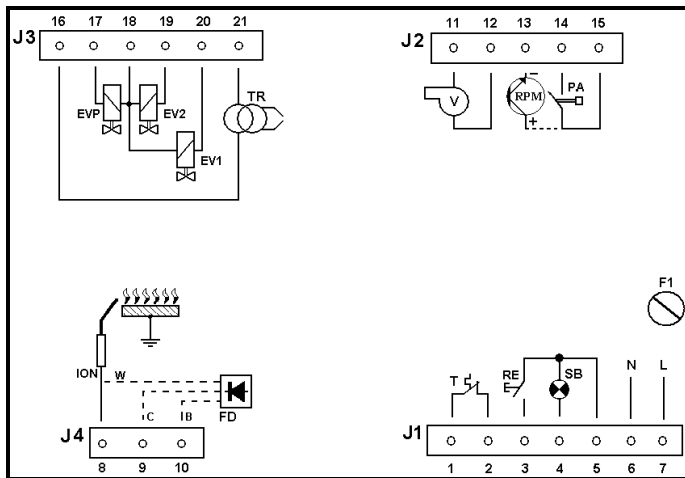 16 17 18 19 20 21
J3
EVP EV2 TR
EV1
11 12 13 14 15
J2
V RPM PA
−
+
F1
ION W
C IB FD
J4
8 9 10
T RE SB N L
J1
1 2 3 4 5 6 7